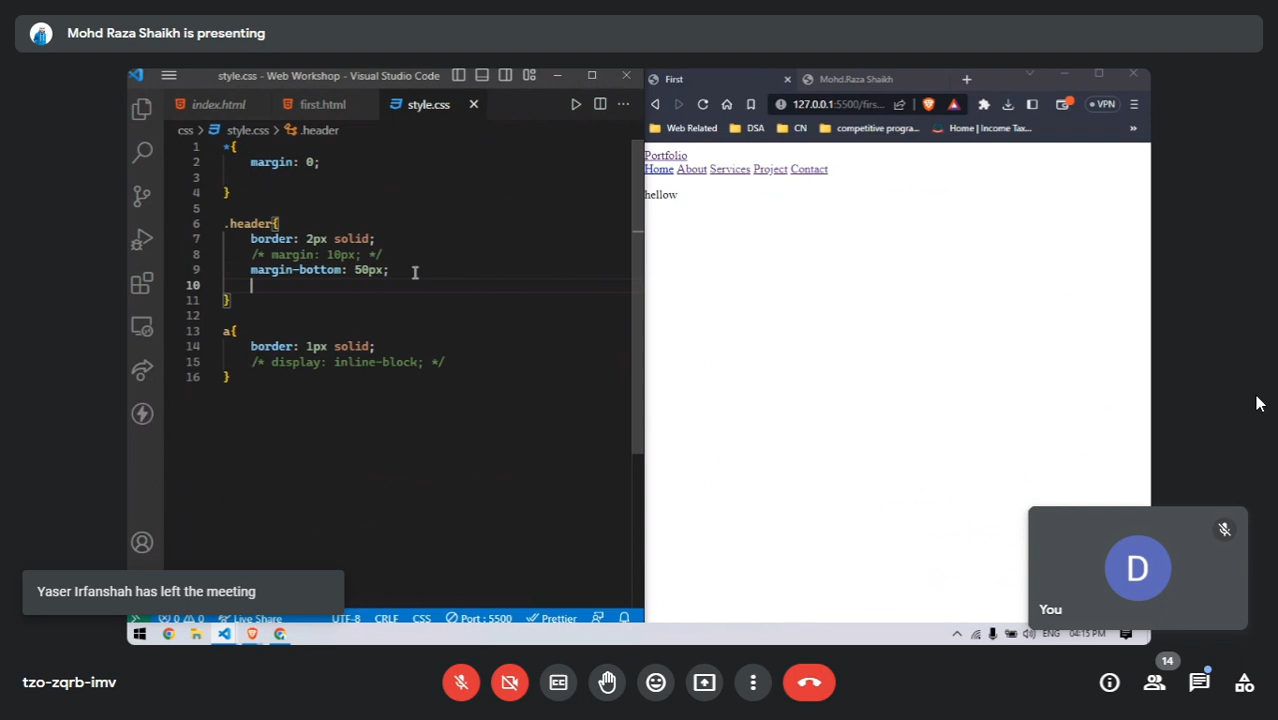 Mohd Raza Shaikh is presenting
style.css - Web Workshop - Visual Studio Code
index.html
first.html
style.css
css > style.css > .header
1 *{
2 margin: 0;
3
4 }
5
6 .header{
7 border: 2px solid;
8 /* margin: 10px; */
9 margin-bottom: 50px;
10
11 }
12
13 a{
14 border: 1px solid;
15 /* display: inline-block; */
16 }
UTF-8 CRLF CSS Port : 5500 Prettier
0 0 Live Share
First
Mohd.Raza Shaikh
127.0.0.1:5500/firs...
VPN
Web Related DSA CN competitive progra... Home | Income Tax...
Portfolio
Home About Services Project Contact
hellow
Yaser Irfanshah has left the meeting
D
You
ENG 04:15 PM
tzo-zqrb-imv
14